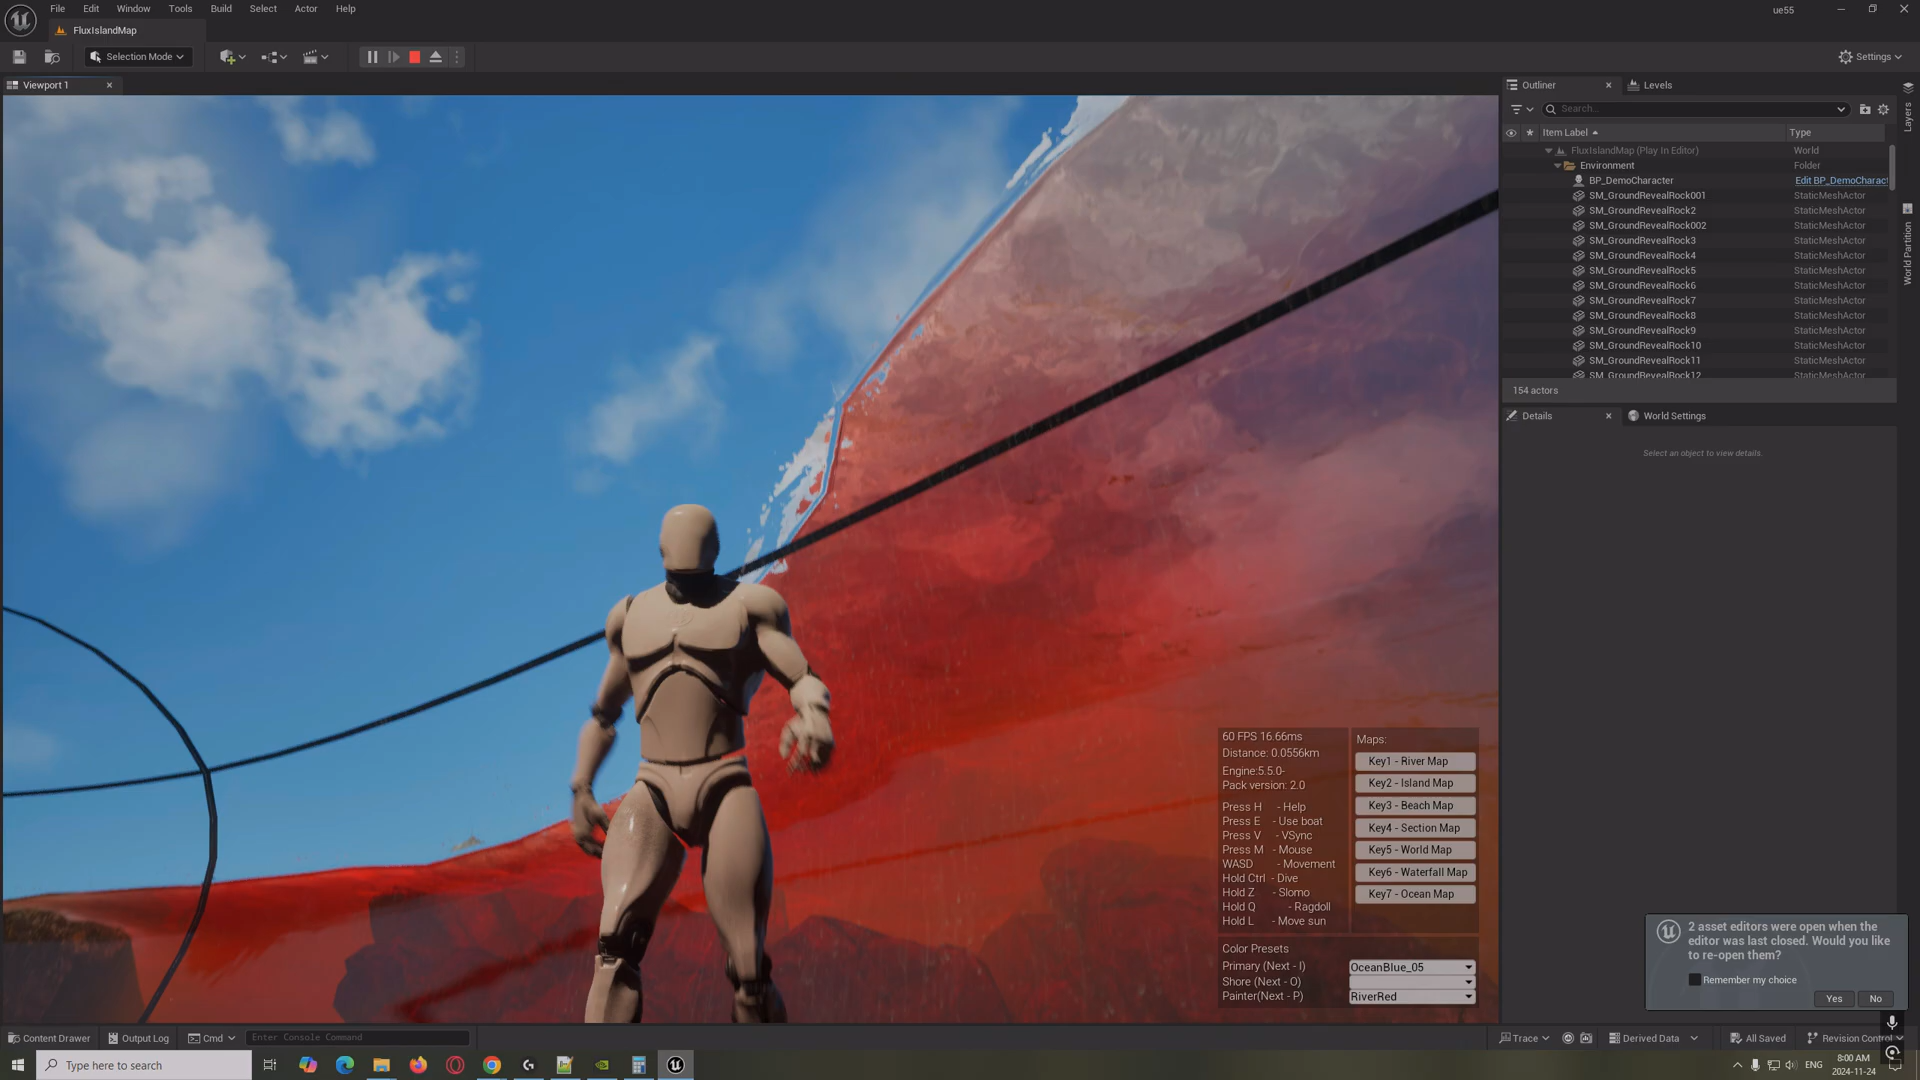 File Edit Window Tools Build Select Actor Help
ue55
FluxIslandMap
Selection Mode
Settings
Viewport 1
Outliner
Levels
Layers
Search...
Item Label
Type
FluxIslandMap (Play In Editor) World
Environment Folder
BP_DemoCharacter Edit BP_DemoCharact
SM_GroundRevealRock001 StaticMeshActor
SM_GroundRevealRock2 StaticMeshActor
SM_GroundRevealRock002 StaticMeshActor
SM_GroundRevealRock3 StaticMeshActor
SM_GroundRevealRock4 StaticMeshActor
SM_GroundRevealRock5 StaticMeshActor
SM_GroundRevealRock6 StaticMeshActor
SM_GroundRevealRock7 StaticMeshActor
SM_GroundRevealRock8 StaticMeshActor
SM_GroundRevealRock9 StaticMeshActor
SM_GroundRevealRock10 StaticMeshActor
SM_GroundRevealRock11 StaticMeshActor
SM_GroundRevealRock12 StaticMeshActor
World Partition
154 actors
Details
World Settings
Select an object to view details.
60 FPS 16.66ms
Distance: 0.0556km
Engine:5.5.0-
Pack version: 2.0
Press H - Help
Press E - Use boat
Press V - VSync
Press M - Mouse
WASD - Movement
Hold Ctrl - Dive
Hold Z - Slomo
Hold Q - Ragdoll
Hold L - Move sun
Maps:
Key1 - River Map
Key2 - Island Map
Key3 - Beach Map
Key4 - Section Map
Key5 - World Map
Key6 - Waterfall Map
Key7 - Ocean Map
Color Presets
Primary (Next - I) OceanBlue_05
Shore (Next - O)
Painter(Next - P) RiverRed
2 asset editors were open when the
editor was last closed. Would you like
to re-open them?
Remember my choice
Yes No
Content Drawer
Output Log
Cmd
Enter Console Command
Trace
Derived Data
All Saved
Revision Control
Type here to search
ENG
8:00 AM
2024-11-24